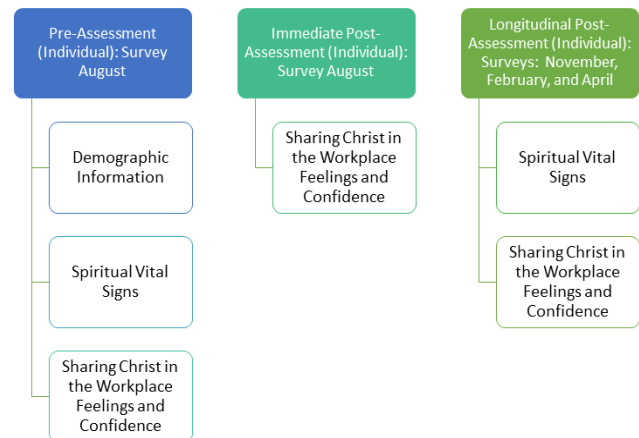 Pre-Assessment
(Individual): Survey
August
Demographic
Information
Spiritual Vital
Signs
Sharing Christ in
the Workplace
Feelings and
Confidence
Immediate Post-
Assessment (Individual):
Survey August
Sharing Christ in
the Workplace
Feelings and
Confidence
Longitudinal Post-
Assessment (Individual):
Surveys: November,
February, and April
Spiritual Vital
Signs
Sharing Christ in
the Workplace
Feelings and
Confidence